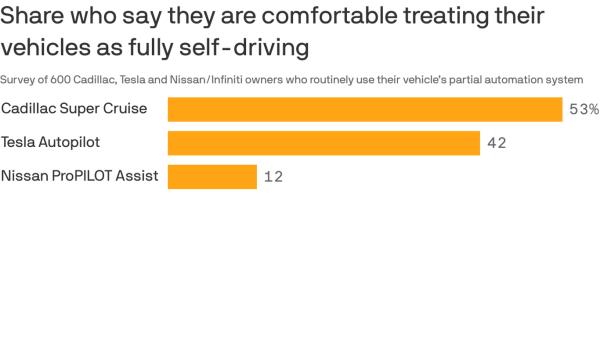 Share who say they are comfortable treating their
vehicles as fully self-driving
Survey of 600 Cadillac, Tesla and Nissan/Infiniti owners who routinely use their vehicle's partial automation system
Cadillac Super Cruise 53%
Tesla Autopilot 42
Nissan ProPILOT Assist 12